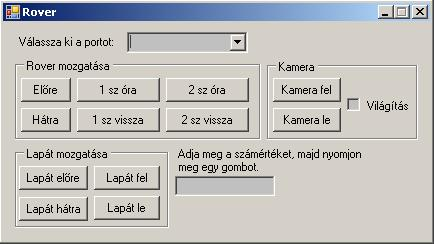 Rover
Válassza ki a portot:
Rover mozgatása
Előre
1 sz óra
2 sz óra
Hátra
1 sz vissza
2 sz vissza
Kamera
Kamera fel
Kamera le
Világítás
Lapát mozgatása
Lapát előre
Lapát fel
Lapát hátra
Lapát le
Adja meg a számértéket, majd nyomjon
meg egy gombot.